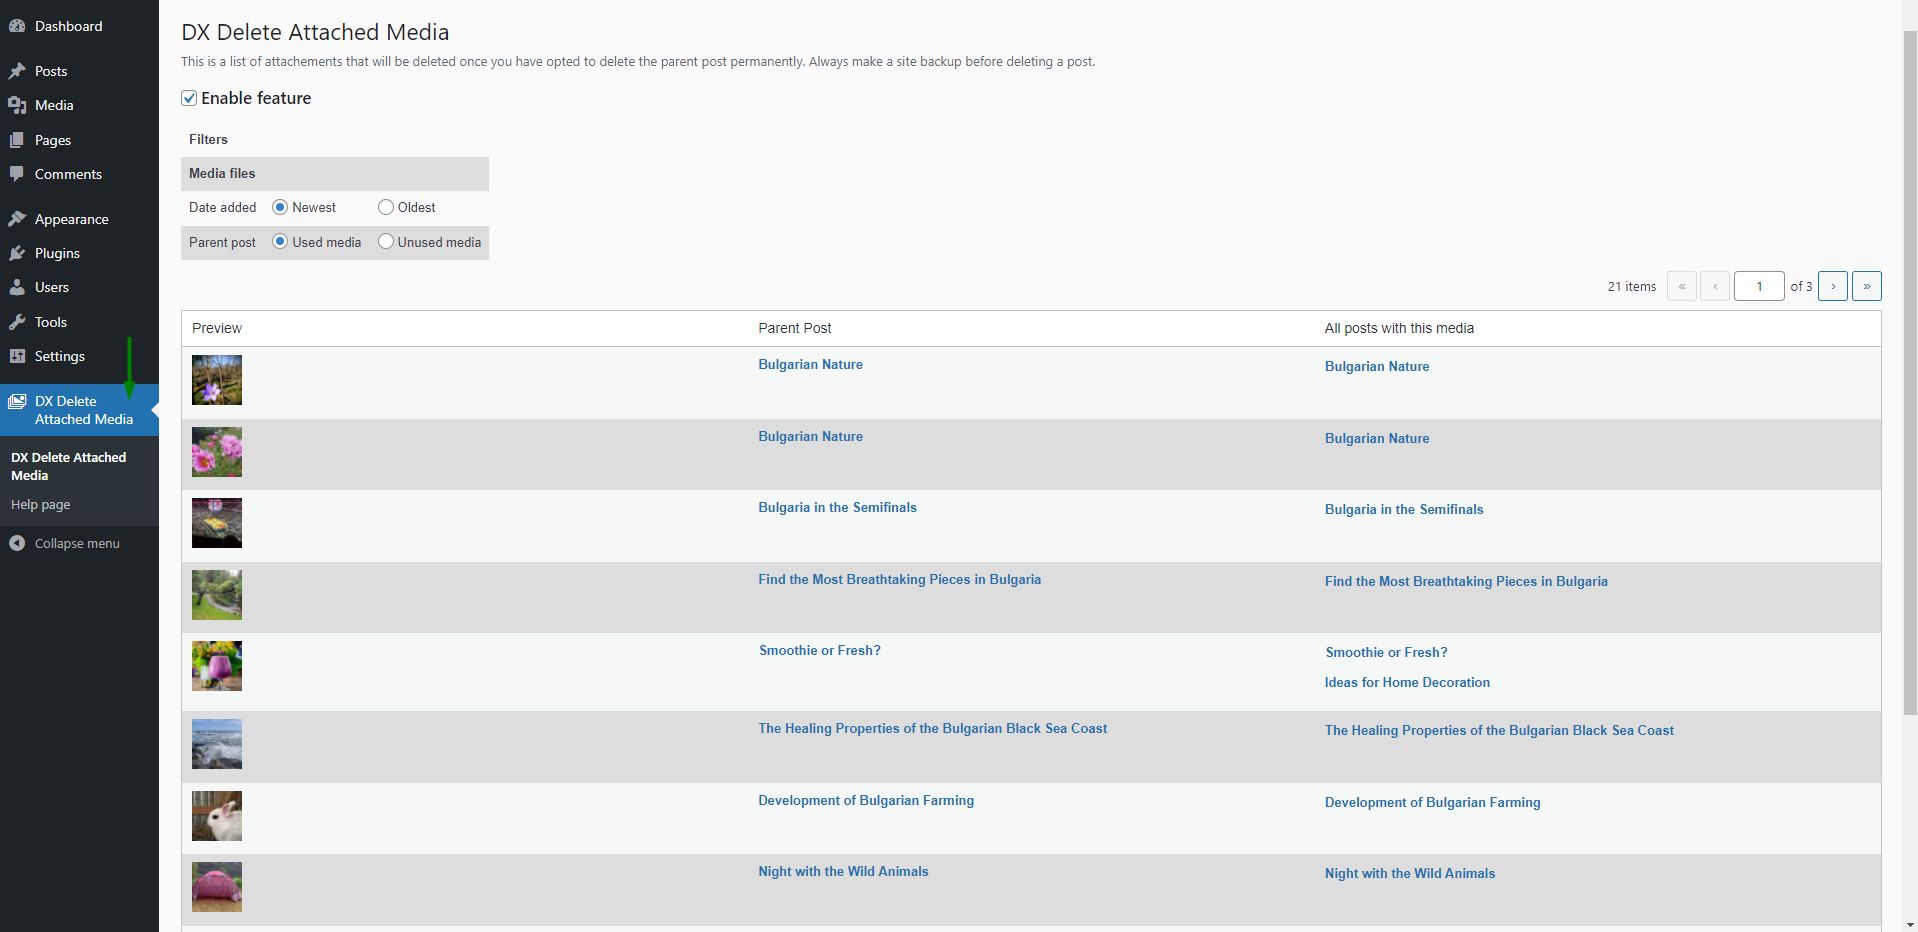 Dashboard
Posts
Media
Pages
Comments
Appearance
Plugins
Users
Tools
Settings
DX Delete
Attached Media
DX Delete Attached
Media
Help page
Collapse menu
DX Delete Attached Media
This is a list of attachements that will be deleted once you have opted to delete the parent post permanently. Always make a site backup before deleting a post.
Enable feature
Filters
Media files
Date added Newest Oldest
Parent post Used media Unused media
21 items « ‹ 1 of 3 › »
Preview Parent Post All posts with this media
Bulgarian Nature Bulgarian Nature
Bulgarian Nature Bulgarian Nature
Bulgaria in the Semifinals Bulgaria in the Semifinals
Find the Most Breathtaking Pieces in Bulgaria Find the Most Breathtaking Pieces in Bulgaria
Smoothie or Fresh? Smoothie or Fresh?
Ideas for Home Decoration
The Healing Properties of the Bulgarian Black Sea Coast The Healing Properties of the Bulgarian Black Sea Coast
Development of Bulgarian Farming Development of Bulgarian Farming
Night with the Wild Animals Night with the Wild Animals